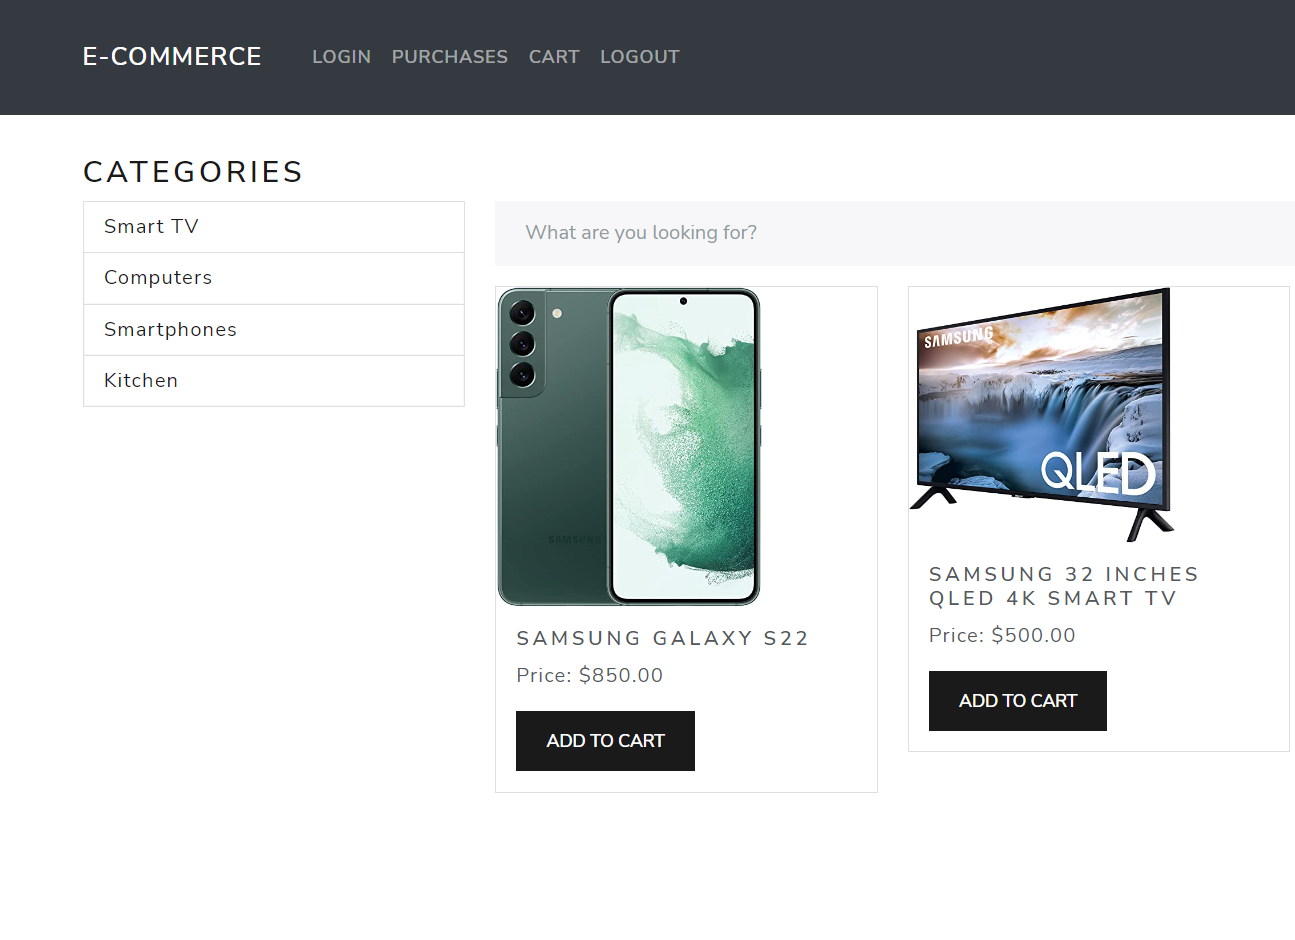 E-COMMERCE
LOGIN PURCHASES CART LOGOUT
CATEGORIES
Smart TV
Computers
Smartphones
Kitchen
What are you looking for?
SAMSUNG
SAMSUNG GALAXY S22
Price: $850.00
ADD TO CART
SAMSUNG
QLED
SAMSUNG 32 INCHES
QLED 4K SMART TV
Price: $500.00
ADD TO CART